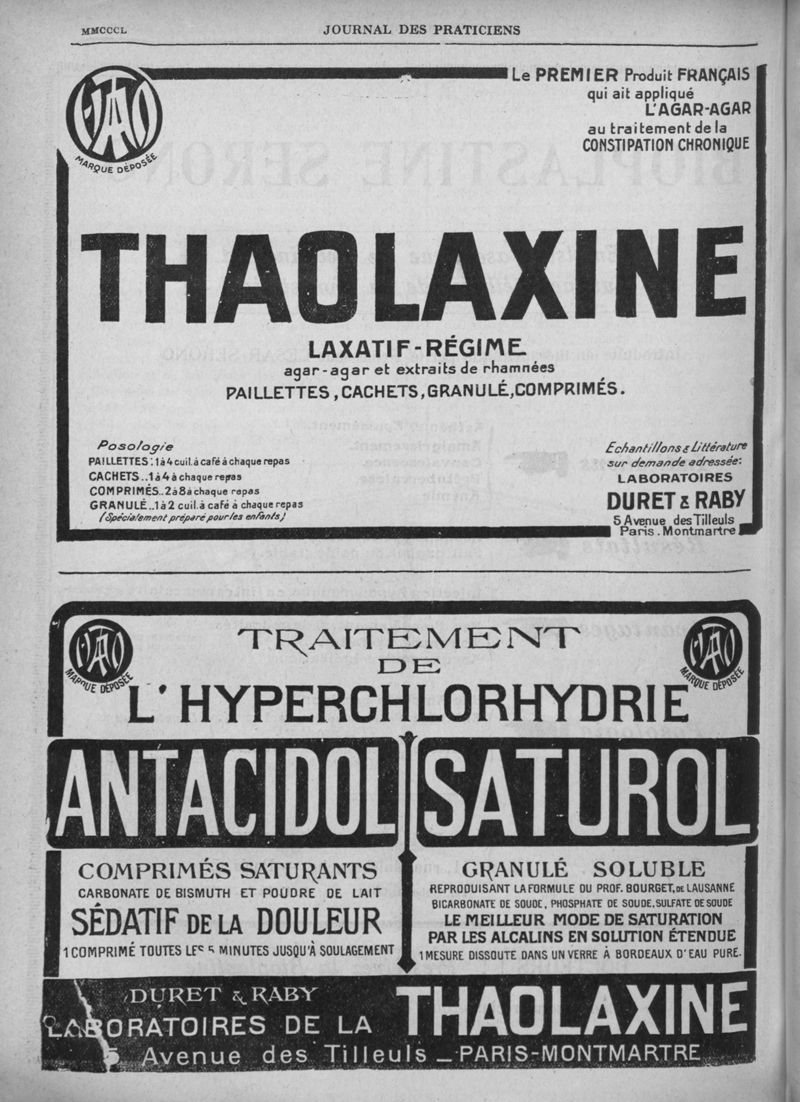 MMCCCL
JOURNAL DES PRATICIENS
MARQUE DÉPOSÉE
Le PREMIER Produit FRANÇAIS
qui ait appliqué
L'AGAR-AGAR
au traitement de la
CONSTIPATION CHRONIQUE
THAOLAXINE
LAXATIF-RÉGIME
agar-agar et extraits de rhamnées
PAILLETTES, CACHETS, GRANULÉ, COMPRIMÉS.
Posologie
PAILLETTES: 1 à 4 cuil. à café à chaque repas
CACHETS..1 à 4 à chaque repas
COMPRIMÉS..2 à 8 à chaque repas
GRANULÉ..1 à 2 cuil. à café à chaque repas
(Spécialement préparé pour les enfants)
Echantillons & Littérature
sur demande adressée:
LABORATOIRES
DURET & RABY
5 Avenue des Tilleuls
Paris. Montmartre
TRAITEMENT
DE
L'HYPERCHLORHYDRIE
MARQUE DÉPOSÉE
MARQUE DÉPOSÉE
ANTACIDOL
COMPRIMÉS SATURANTS
CARBONATE DE BISMUTH ET POUDRE DE LAIT
SÉDATIF DE LA DOULEUR
1 COMPRIMÉ TOUTES LES 5 MINUTES JUSQU'À SOULAGEMENT
SATUROL
GRANULÉ SOLUBLE
REPRODUISANT LA FORMULE DU PROF. BOURGET, DE LAUSANNE
BICARBONATE DE SOUDE, PHOSPHATE DE SOUDE, SULFATE DE SOUDE
LE MEILLEUR MODE DE SATURATION
PAR LES ALCALINS EN SOLUTION ÉTENDUE
1 MESURE DISSOUTE DANS UN VERRE À BORDEAUX D'EAU PURE.
DURET & RABY
LABORATOIRES DE LA THAOLAXINE
5 Avenue des Tilleuls _ PARIS-MONTMARTRE